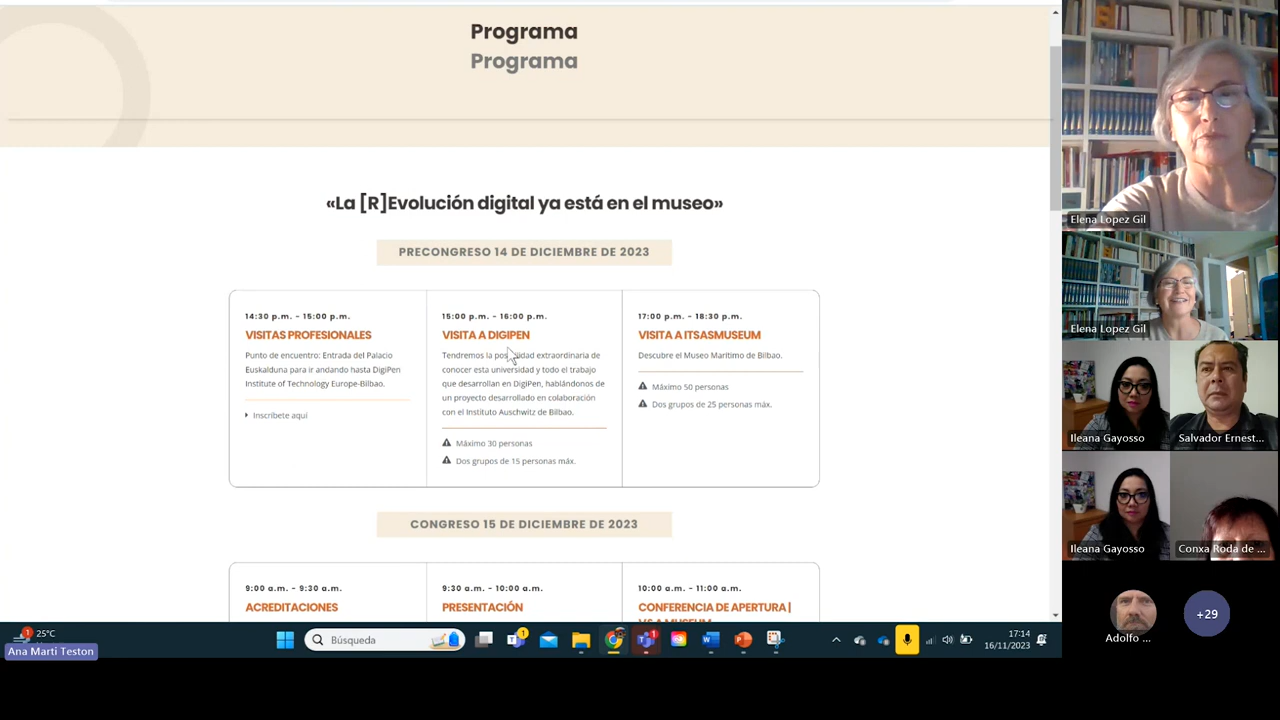 Programa
Programa
«La [R]Evolución digital ya está en el museo»
PRECONGRESO 14 DE DICIEMBRE DE 2023
14:30 p.m. - 15:00 p.m.
VISITAS PROFESIONALES
Punto de encuentro: Entrada del Palacio
Euskalduna para ir andando hasta DigiPen
Institute of Technology Europe-Bilbao.
Inscríbete aquí
15:00 p.m. - 16:00 p.m.
VISITA A DIGIPEN
Tendremos la posibilidad extraordinaria de
conocer esta universidad y todo el trabajo
que desarrollan en DigiPen, hablándonos de
un proyecto desarrollado en colaboración
con el Instituto Auschwitz de Bilbao.
Máximo 30 personas
Dos grupos de 15 personas máx.
17:00 p.m. - 18:30 p.m.
VISITA A ITSASMUSEUM
Descubre el Museo Marítimo de Bilbao.
Máximo 50 personas
Dos grupos de 25 personas máx.
CONGRESO 15 DE DICIEMBRE DE 2023
9:00 a.m. - 9:30 a.m.
ACREDITACIONES
9:30 a.m. - 10:00 a.m.
PRESENTACIÓN
10:00 a.m. - 11:00 a.m.
CONFERENCIA DE APERTURA |
Elena Lopez Gil
Elena Lopez Gil
Ileana Gayosso
Salvador Ernest...
Ileana Gayosso
Conxa Roda de ...
Adolfo ...
+29
1
25°C
Ana Marti Teston
Búsqueda
1
1
17:14
16/11/2023